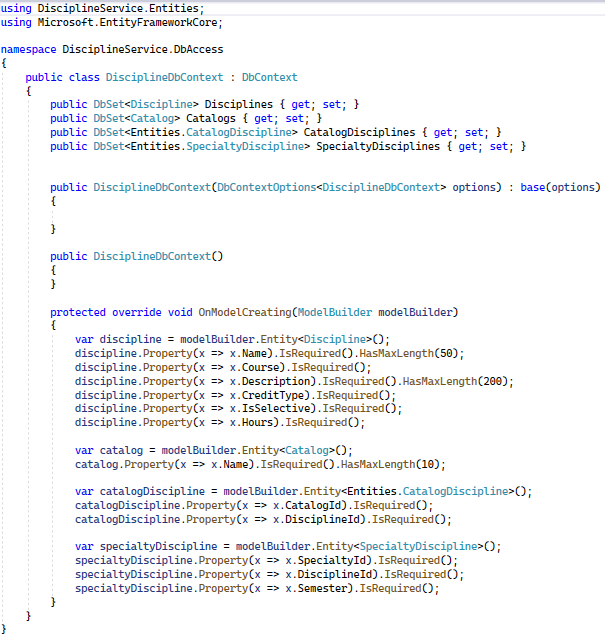 using DisciplineService.Entities;
using Microsoft.EntityFrameworkCore;

namespace DisciplineService.DbAccess
{
    public class DisciplineDbContext : DbContext
    {
        public DbSet<Discipline> Disciplines { get; set; }
        public DbSet<Catalog> Catalogs { get; set; }
        public DbSet<Entities.CatalogDiscipline> CatalogDisciplines { get; set; }
        public DbSet<Entities.SpecialtyDiscipline> SpecialtyDisciplines { get; set; }


        public DisciplineDbContext(DbContextOptions<DisciplineDbContext> options) : base(options)
        {

        }

        public DisciplineDbContext()
        {
        }

        protected override void OnModelCreating(ModelBuilder modelBuilder)
        {
            var discipline = modelBuilder.Entity<Discipline>();
            discipline.Property(x => x.Name).IsRequired().HasMaxLength(50);
            discipline.Property(x => x.Course).IsRequired();
            discipline.Property(x => x.Description).IsRequired().HasMaxLength(200);
            discipline.Property(x => x.CreditType).IsRequired();
            discipline.Property(x => x.IsSelective).IsRequired();
            discipline.Property(x => x.Hours).IsRequired();

            var catalog = modelBuilder.Entity<Catalog>();
            catalog.Property(x => x.Name).IsRequired().HasMaxLength(10);

            var catalogDiscipline = modelBuilder.Entity<Entities.CatalogDiscipline>();
            catalogDiscipline.Property(x => x.CatalogId).IsRequired();
            catalogDiscipline.Property(x => x.DisciplineId).IsRequired();

            var specialtyDiscipline = modelBuilder.Entity<SpecialtyDiscipline>();
            specialtyDiscipline.Property(x => x.SpecialtyId).IsRequired();
            specialtyDiscipline.Property(x => x.DisciplineId).IsRequired();
            specialtyDiscipline.Property(x => x.Semester).IsRequired();
        }
    }
}